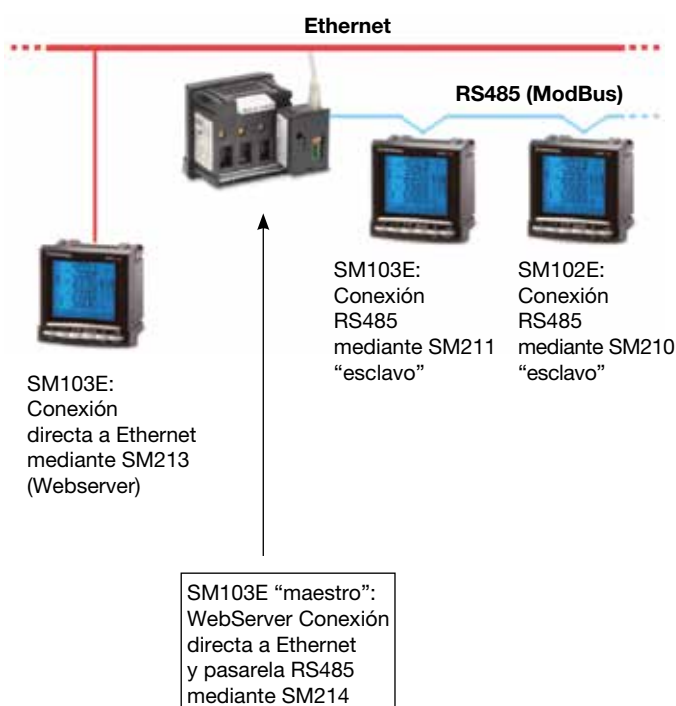 Ethernet
RS485 (ModBus)
SM103E:
Conexión
RS485
mediante SM211
“esclavo”
SM102E:
Conexión
RS485
mediante SM210
“esclavo”
SM103E:
Conexión
directa a Ethernet
mediante SM213
(Webserver)
SM103E “maestro”:
WebServer Conexión
directa a Ethernet
y pasarela RS485
mediante SM214